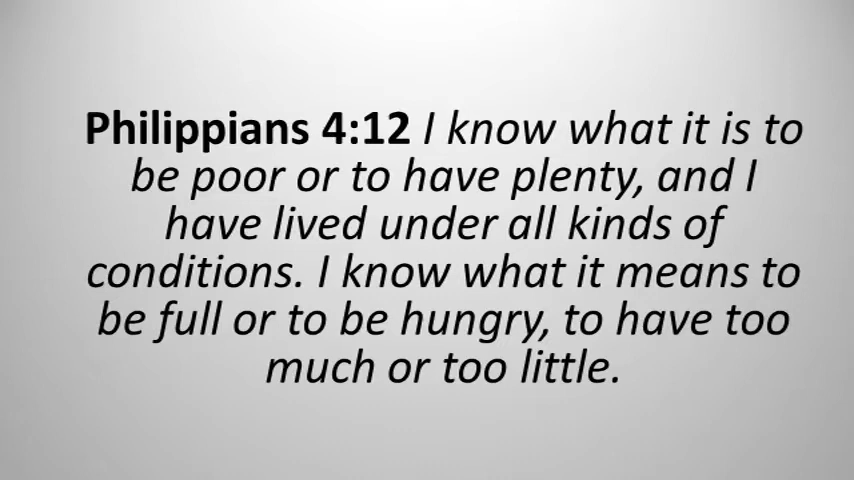 Philippians 4:12 I know what it is to
be poor or to have plenty, and I
have lived under all kinds of
conditions. I know what it means to
be full or to be hungry, to have too
much or too little.